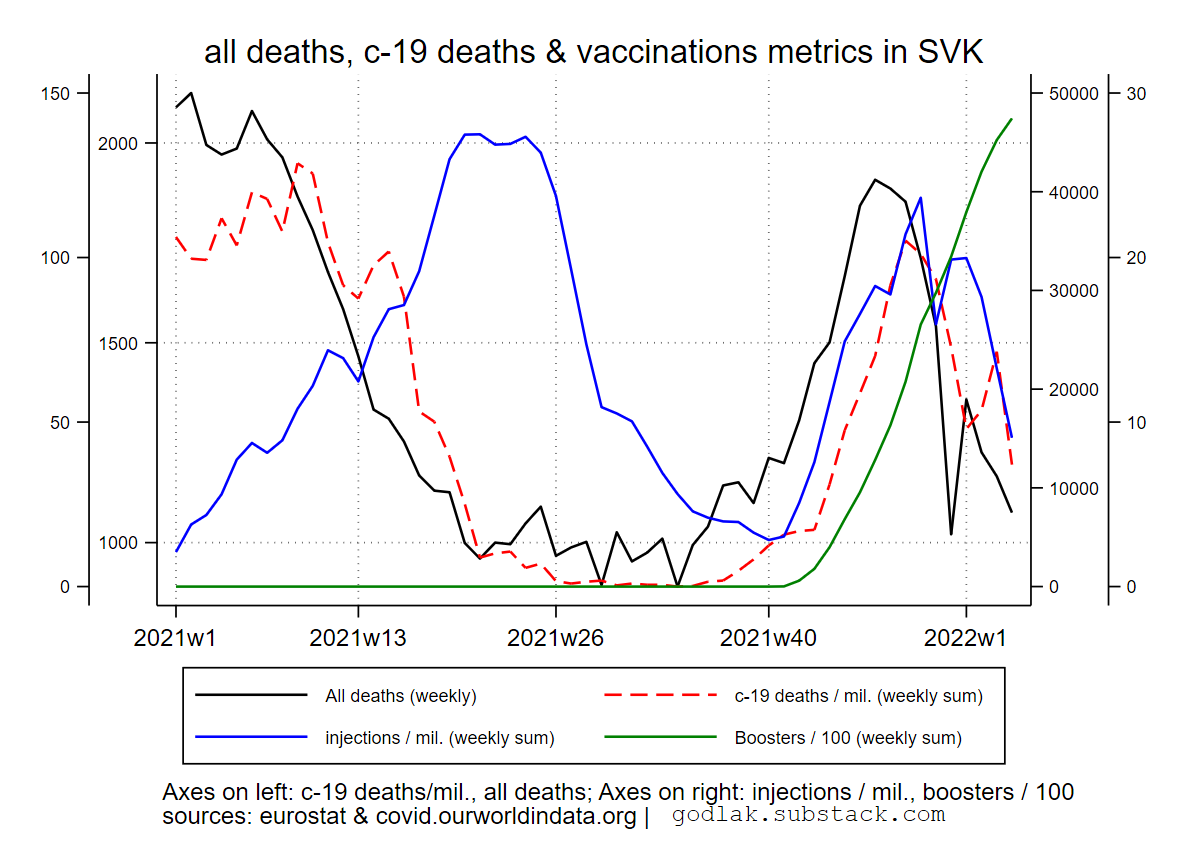 all deaths, c-19 deaths & vaccinations metrics in SVK
150
100
50
0
2000
1500
1000
50000
40000
30000
20000
10000
0
30
20
10
0
2021w1 2021w13 2021w26 2021w40 2022w1
All deaths (weekly) c-19 deaths / mil. (weekly sum)
injections / mil. (weekly sum) Boosters / 100 (weekly sum)
Axes on left: c-19 deaths/mil., all deaths; Axes on right: injections / mil., boosters / 100
sources: eurostat & covid.ourworldindata.org | godlak.substack.com